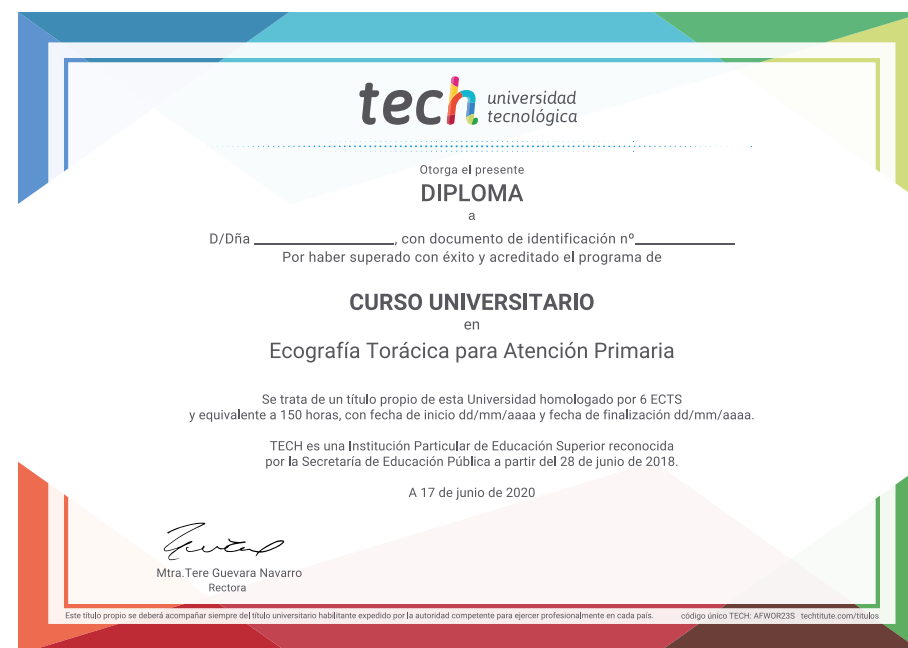 tech universidad
tecnológica
Otorga el presente
DIPLOMA
a
D/Dña ____________________, con documento de identificación nº______________
Por haber superado con éxito y acreditado el programa de
CURSO UNIVERSITARIO
en
Ecografía Torácica para Atención Primaria
Se trata de un título propio de esta Universidad homologado por 6 ECTS
y equivalente a 150 horas, con fecha de inicio dd/mm/aaaa y fecha de finalización dd/mm/aaaa.
TECH es una Institución Particular de Educación Superior reconocida
por la Secretaría de Educación Pública a partir del 28 de junio de 2018.
A 17 de junio de 2020
Mtra.Tere Guevara Navarro
Rectora
Este título propio se deberá acompañar siempre del título universitario habilitante expedido por la autoridad competente para ejercer profesionalmente en cada país. código único TECH: AFWOR23S techtitute.com/titulos